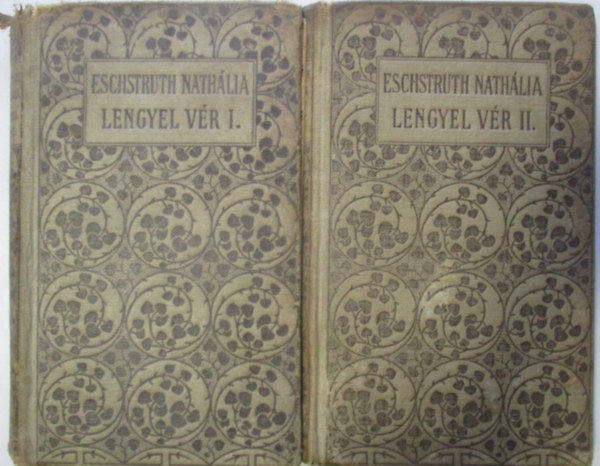 ESCHSTRUTH NATHÁLIA
LENGYEL VÉR I.
ESCHSTRUTH NATHÁLIA
LENGYEL VÉR II.